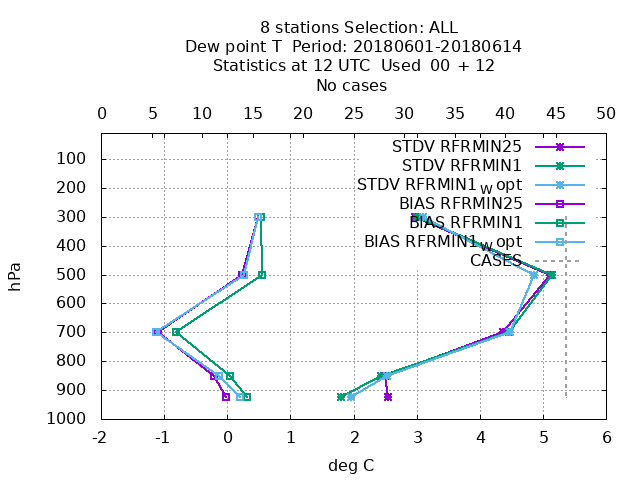 8 stations Selection: ALL
Dew point T  Period: 20180601-20180614
Statistics at 12 UTC  Used  00 + 12
No cases
0 5 10 15 20 25 30 35 40 45 50
STDV RFRMIN25
STDV RFRMIN1
STDV RFRMIN1_W opt
BIAS RFRMIN25
BIAS RFRMIN1
BIAS RFRMIN1_W opt
CASES
hPa
100
200
300
400
500
600
700
800
900
1000
-2 -1 0 1 2 3 4 5 6
deg C